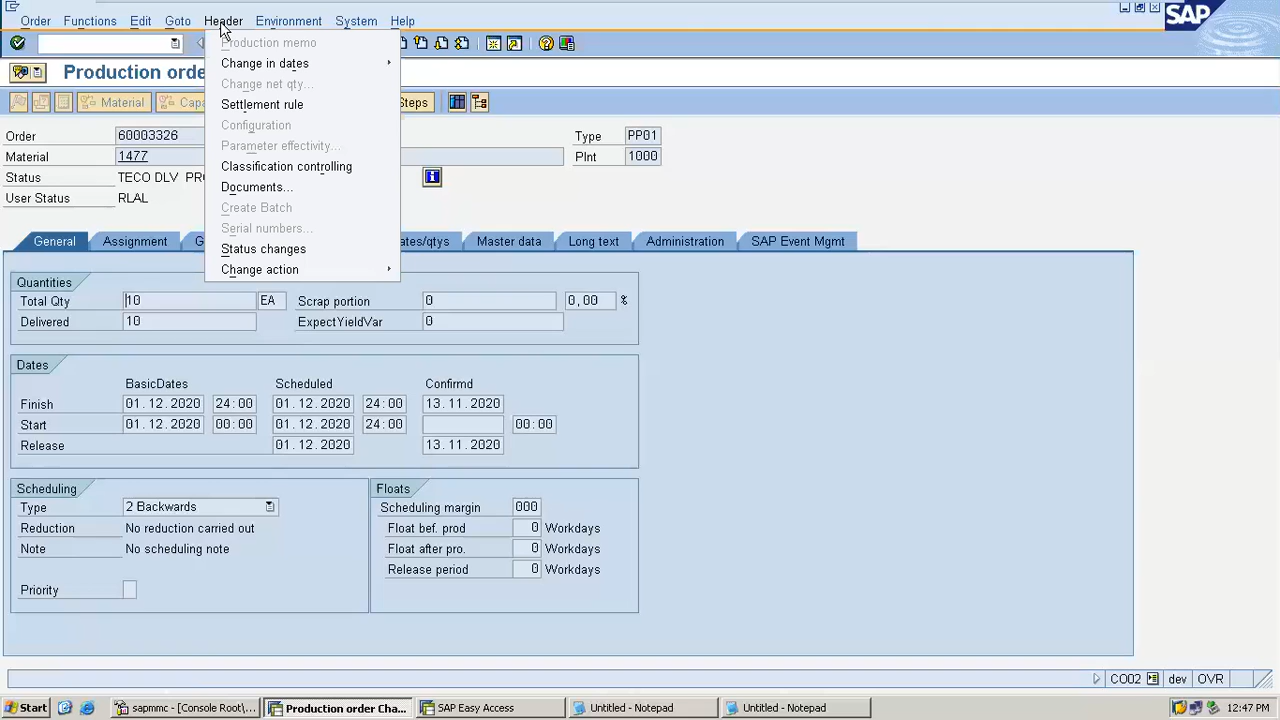 Order Functions Edit Goto Header Environment System Help
SAP
Production memo
Change in dates
Change net qty...
Settlement rule
Configuration
Parameter effectivity...
Classification controlling
Documents...
Create Batch
Serial numbers...
Status changes
Change action
Production order
Material Steps
Order 60003326 Type PP01
Material 1477 Plnt 1000
Status TECO DLV
User Status RLAL
General Assignment Master data Long text Administration SAP Event Mgmt
Quantities
Total Qty 10 EA Scrap portion 0 0,00 %
Delivered 10 ExpectYieldVar 0
Dates
BasicDates Scheduled Confirmd
Finish 01.12.2020 24:00 01.12.2020 24:00 13.11.2020
Start 01.12.2020 00:00 01.12.2020 24:00 00:00
Release 01.12.2020 13.11.2020
Scheduling Floats
Type 2 Backwards Scheduling margin 000
Reduction No reduction carried out Float bef. prod 0 Workdays
Note No scheduling note Float after pro. 0 Workdays
Release period 0 Workdays
Priority
CO02 dev OVR
Start sapmmc - [Console Root\... Production order Cha... SAP Easy Access Untitled - Notepad Untitled - Notepad 12:47 PM